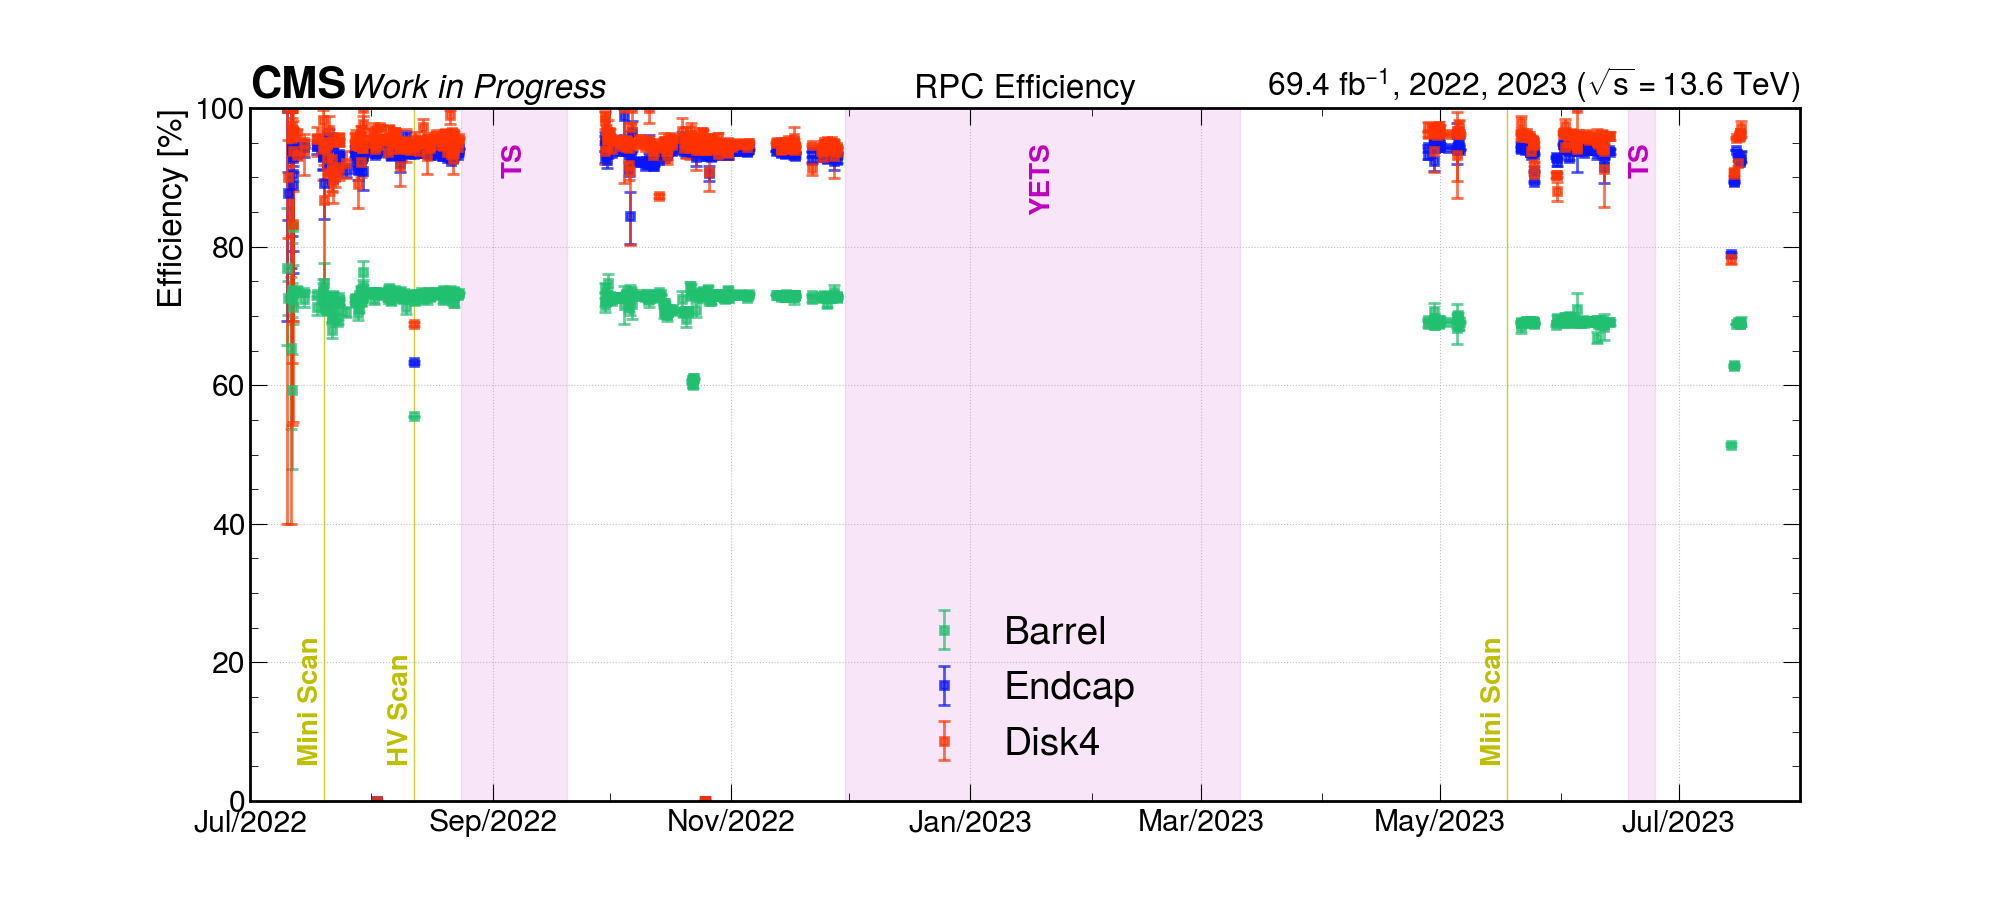 CMS Work in Progress RPC Efficiency 69.4 fb⁻¹, 2022, 2023 (√s = 13.6 TeV)
Efficiency [%]
100
80
60
40
20
0
TS
YETS
TS
Mini Scan
HV Scan
Mini Scan
Barrel
Endcap
Disk4
Jul/2022 Sep/2022 Nov/2022 Jan/2023 Mar/2023 May/2023 Jul/2023